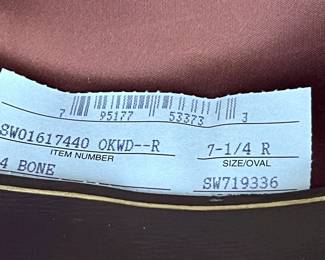 7 95177 53373 3
SW01617440 OKWD--R 7-1/4 R
ITEM NUMBER SIZE/OVAL
4 BONE SW719336